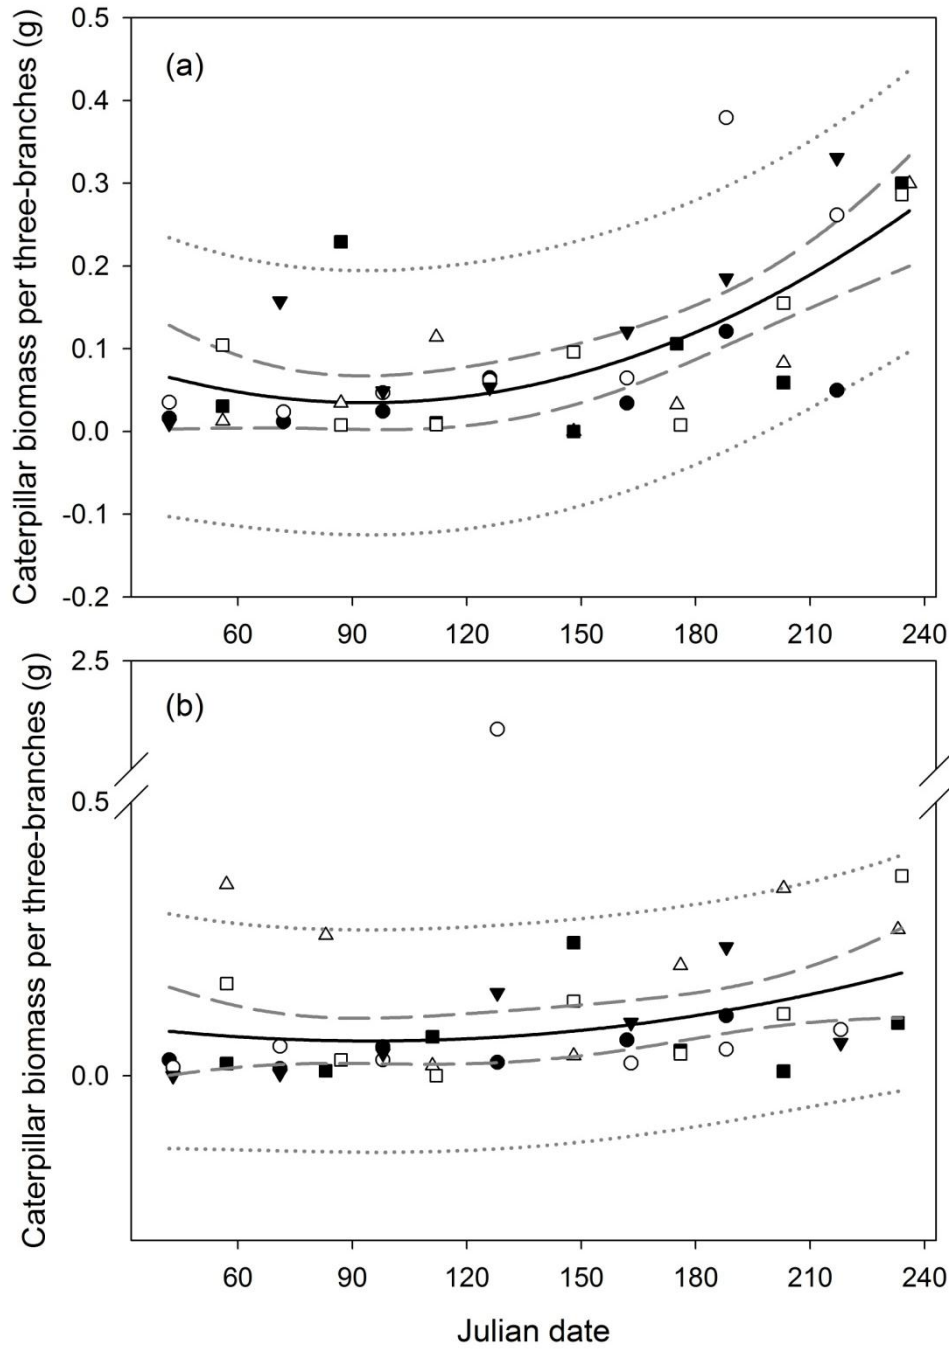 Caterpillar biomass per three-branches (g)
0.5
(a)
0.4
0.3
0.2
0.1
0.0
-0.1
-0.2
60 90 120 150 180 210 240
Caterpillar biomass per three-branches (g)
2.5
(b)
0.5
0.0
60 90 120 150 180 210 240
Julian date